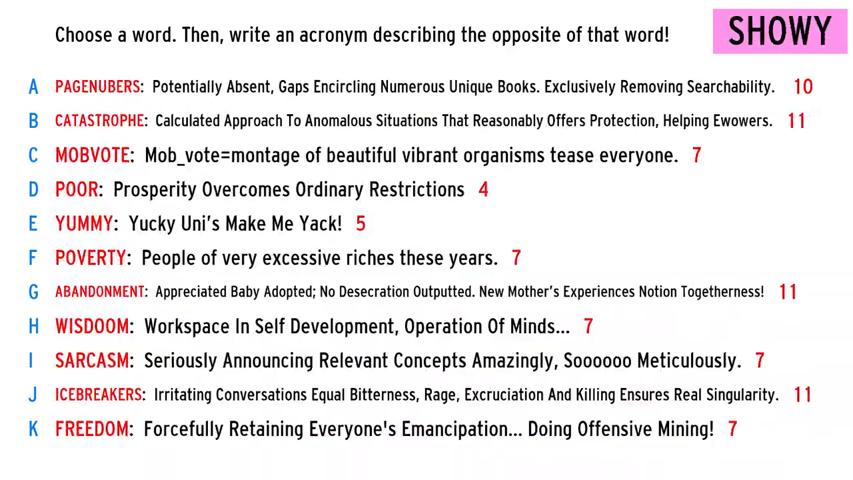 Choose a word. Then, write an acronym describing the opposite of that word!
SHOWY
A PAGENUBERS: Potentially Absent, Gaps Encircling Numerous Unique Books. Exclusively Removing Searchability. 10
B CATASTROPHE: Calculated Approach To Anomalous Situations That Reasonably Offers Protection, Helping Ewowers. 11
C MOBVOTE: Mob_vote=montage of beautiful vibrant organisms tease everyone. 7
D POOR: Prosperity Overcomes Ordinary Restrictions 4
E YUMMY: Yucky Uni's Make Me Yack! 5
F POVERTY: People of very excessive riches these years. 7
G ABANDONMENT: Appreciated Baby Adopted; No Desecration Outputted. New Mother's Experiences Notion Togetherness! 11
H WISDOOM: Workspace In Self Development, Operation Of Minds... 7
I SARCASM: Seriously Announcing Relevant Concepts Amazingly, Soooooo Meticulously. 7
J ICEBREAKERS: Irritating Conversations Equal Bitterness, Rage, Excruciation And Killing Ensures Real Singularity. 11
K FREEDOM: Forcefully Retaining Everyone's Emancipation... Doing Offensive Mining! 7